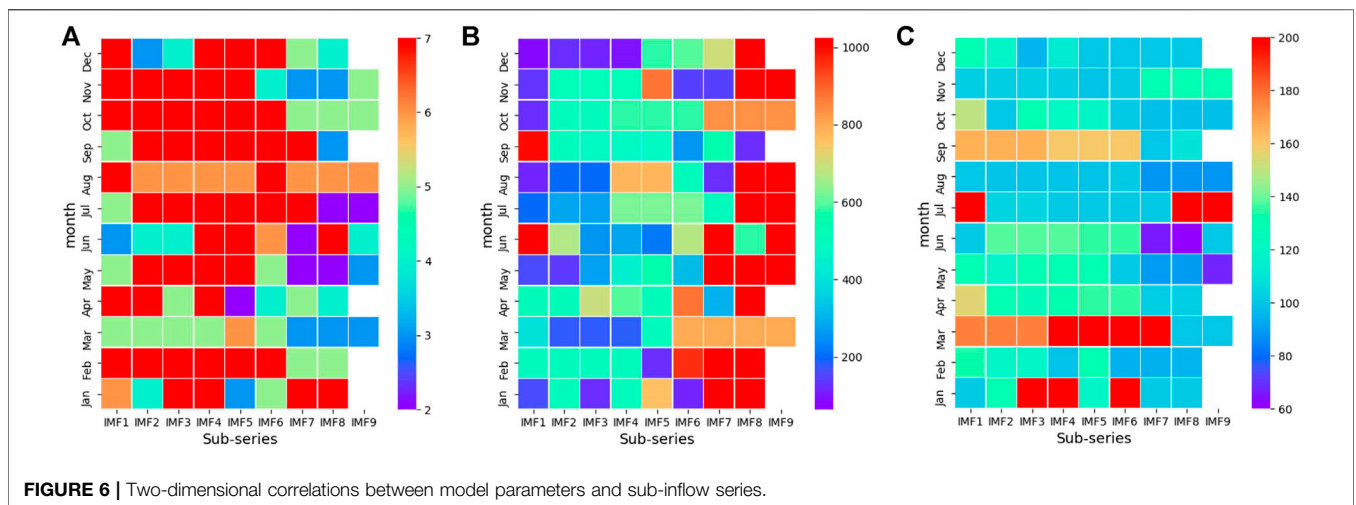 A
Dec
Nov
Oct
Sep
Aug
Jul
Jun
May
Apr
Mar
Feb
Jan
month
IMF1 IMF2 IMF3 IMF4 IMF5 IMF6 IMF7 IMF8 IMF9
Sub-series
7
6
5
4
3
2
B
Dec
Nov
Oct
Sep
Aug
Jul
Jun
May
Apr
Mar
Feb
Jan
month
IMF1 IMF2 IMF3 IMF4 IMF5 IMF6 IMF7 IMF8 IMF9
Sub-series
1000
800
600
400
200
C
Dec
Nov
Oct
Sep
Aug
Jul
Jun
May
Apr
Mar
Feb
Jan
month
IMF1 IMF2 IMF3 IMF4 IMF5 IMF6 IMF7 IMF8 IMF9
Sub-series
200
180
160
140
120
100
80
60
FIGURE 6 | Two-dimensional correlations between model parameters and sub-inflow series.